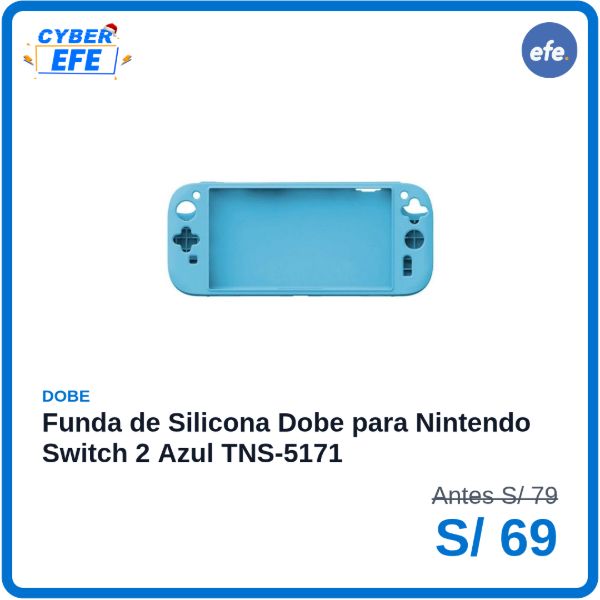 CYBER
EFE
efe.
DOBE
Funda de Silicona Dobe para Nintendo
Switch 2 Azul TNS-5171
Antes S/ 79
S/ 69